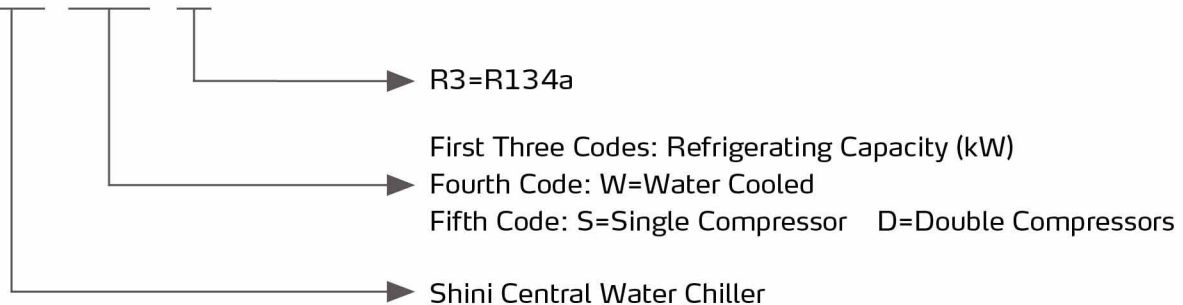 R3=R134a
First Three Codes: Refrigerating Capacity (kW)
Fourth Code: W=Water Cooled
Fifth Code: S=Single Compressor D=Double Compressors
Shini Central Water Chiller